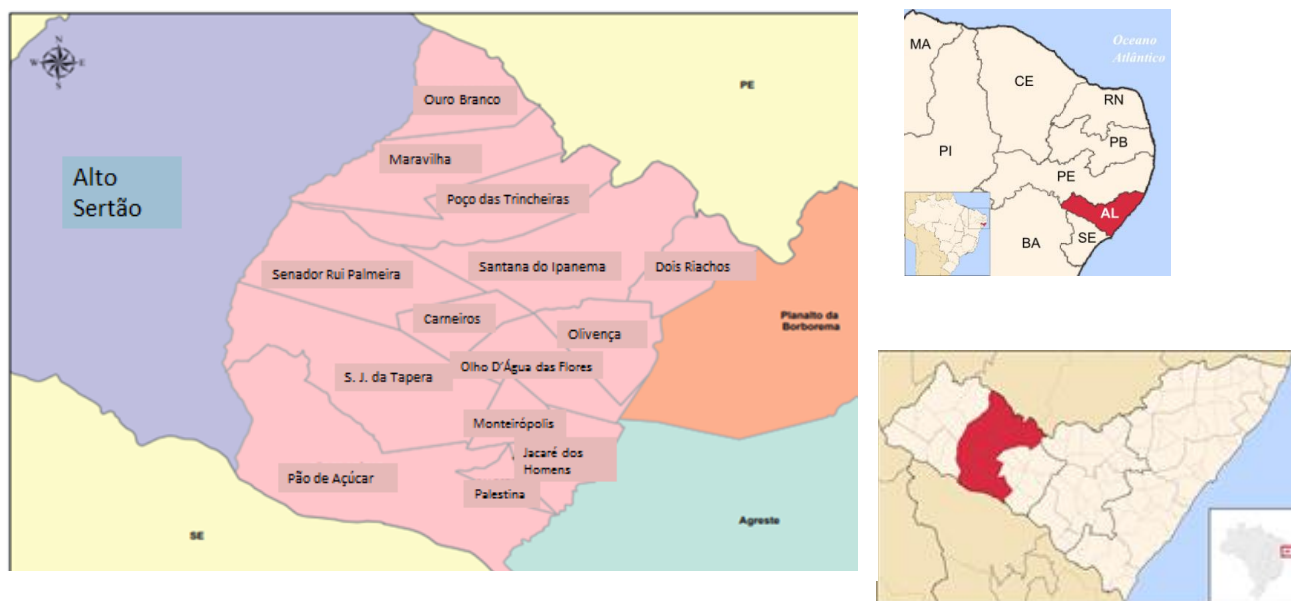 N
W
E
S
PE
Ouro Branco
Maravilha
Alto
Sertão
Poço das Trincheiras
Senador Rui Palmeira
Santana do Ipanema
Dois Riachos
Carneiros
Olivença
Planalto da
Borborema
Olho D'Água das Flores
S. J. da Tapera
Monteirópolis
Jacaré dos
Homens
Pão de Açúcar
Palestina
Agreste
SE
Oceano
Atlântico
MA
CE
RN
PB
PI
PE
AL
SE
BA